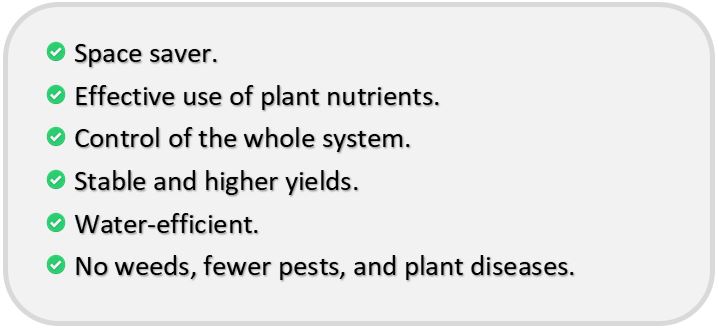 Space saver.
Effective use of plant nutrients.
Control of the whole system.
Stable and higher yields.
Water-efficient.
No weeds, fewer pests, and plant diseases.